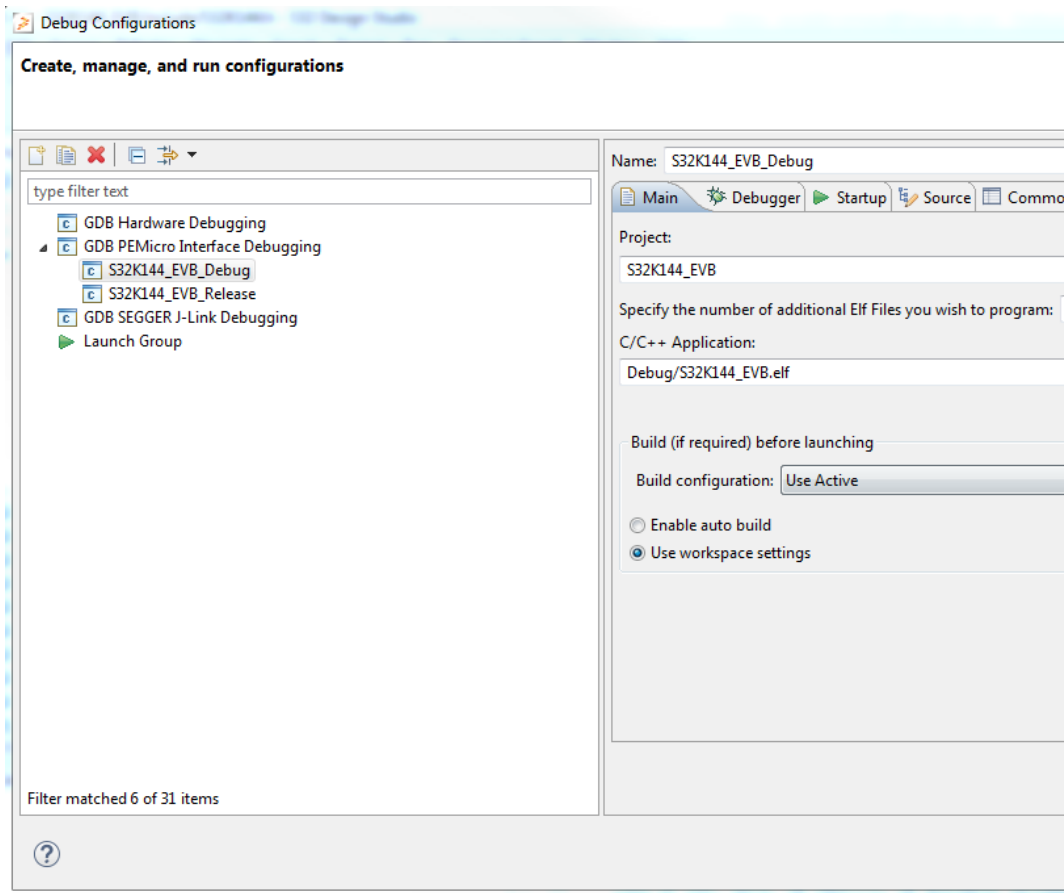 Debug Configurations
Create, manage, and run configurations
type filter text
GDB Hardware Debugging
GDB PEMicro Interface Debugging
S32K144_EVB_Debug
S32K144_EVB_Release
GDB SEGGER J-Link Debugging
Launch Group
Filter matched 6 of 31 items
Name: S32K144_EVB_Debug
Main Debugger Startup Source Commo
Project:
S32K144_EVB
Specify the number of additional Elf Files you wish to program:
C/C++ Application:
Debug/S32K144_EVB.elf
Build (if required) before launching
Build configuration: Use Active
Enable auto build
Use workspace settings